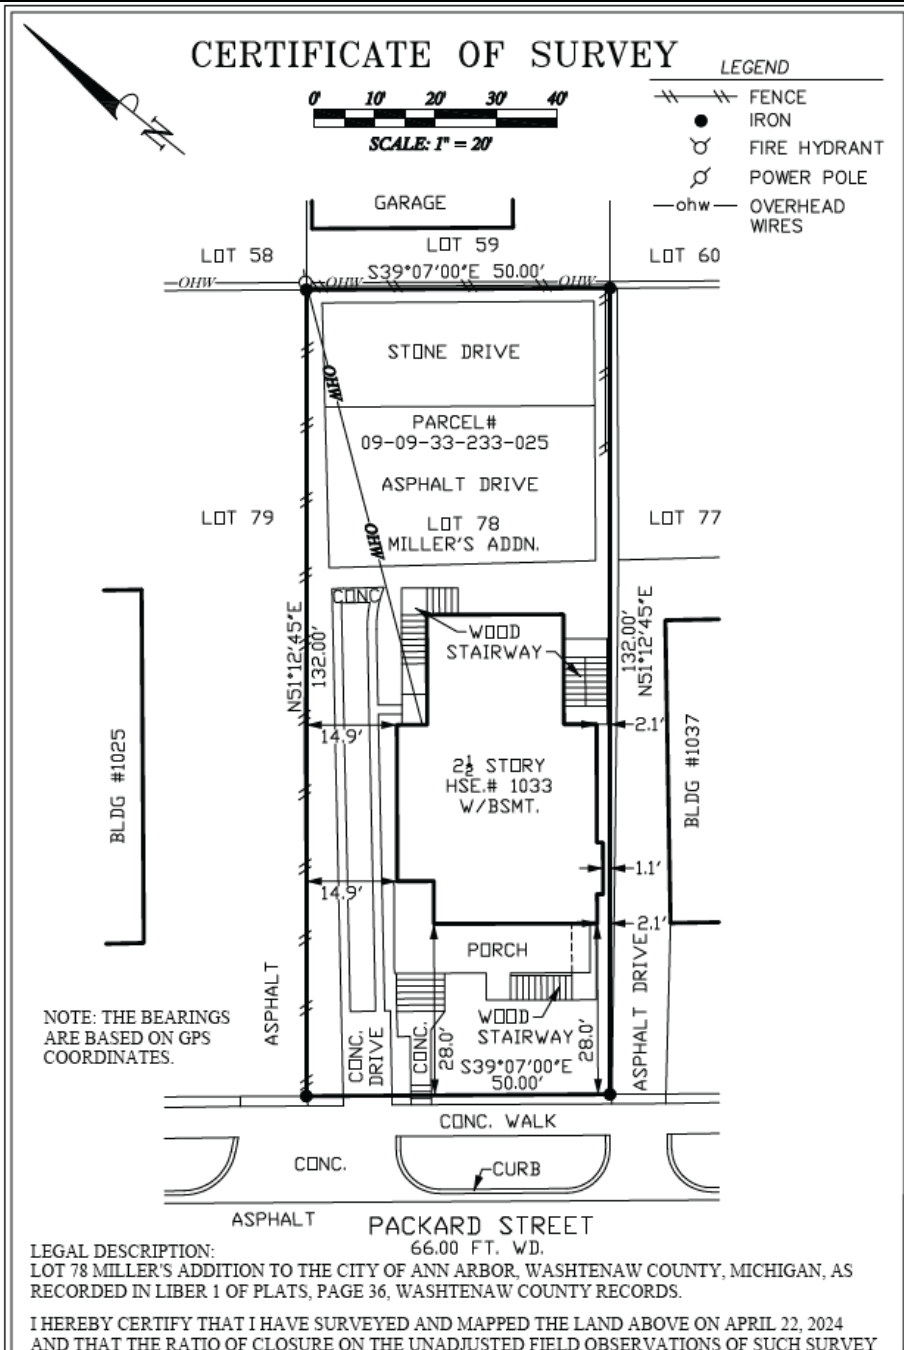 CERTIFICATE OF SURVEY
N
0' 10' 20' 30' 40'
SCALE: 1" = 20'
LEGEND
FENCE
IRON
FIRE HYDRANT
POWER POLE
ohw OVERHEAD
WIRES
GARAGE
LOT 58
LOT 59
LOT 60
S39°07'00"E 50.00'
OHW OHW OHW
STONE DRIVE
OHW
PARCEL#
09-09-33-233-025
ASPHALT DRIVE
LOT 79
LOT 78
MILLER'S ADDN.
LOT 77
OHW
CONC
N51°12'45"E
132.00'
WOOD
STAIRWAY
132.00'
N51°12'45"E
14.9'
2.1'
BLDG #1025
2½ STORY
HSE.# 1033
W/BSMT.
BLDG #1037
1.1'
14.9'
2.1'
PORCH
ASPHALT
NOTE: THE BEARINGS
ARE BASED ON GPS
COORDINATES.
CONC.
DRIVE
CONC.
28.0'
WOOD
STAIRWAY
28.0'
S39°07'00"E
50.00'
ASPHALT DRIVE
CONC. WALK
CONC.
CURB
ASPHALT
PACKARD STREET
66.00 FT. WD.
LEGAL DESCRIPTION:
LOT 78 MILLER'S ADDITION TO THE CITY OF ANN ARBOR, WASHTENAW COUNTY, MICHIGAN, AS
RECORDED IN LIBER 1 OF PLATS, PAGE 36, WASHTENAW COUNTY RECORDS.
I HEREBY CERTIFY THAT I HAVE SURVEYED AND MAPPED THE LAND ABOVE ON APRIL 22, 2024
AND THAT THE RATIO OF CLOSURE ON THE UNADJUSTED FIELD OBSERVATIONS OF SUCH SURVEY